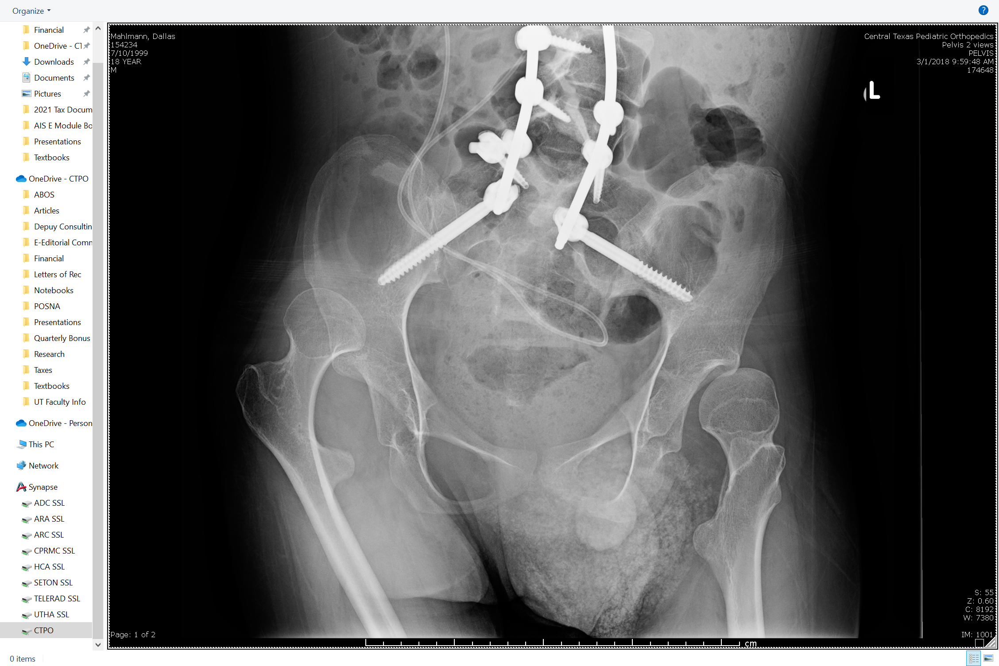 Organize
Financial
OneDrive - CT
Downloads
Documents
Pictures
2021 Tax Docum
AIS E Module Bo
Presentations
Textbooks
OneDrive - CTPO
ABOS
Articles
Depuy Consultin
E-Editorial Comm
Financial
Letters of Rec
Notebooks
POSNA
Presentations
Quarterly Bonus
Research
Taxes
Textbooks
UT Faculty Info
OneDrive - Person
This PC
Network
Synapse
ADC SSL
ARA SSL
ARC SSL
CPRMC SSL
HCA SSL
SETON SSL
TELERAD SSL
UTHA SSL
CTPO
0 items
Mahlmann, Dallas
154234
7/10/1999
18 YEAR
M
Central Texas Pediatric Orthopedics
Pelvis 2 views
PELVIS
3/1/2018 9:59:48 AM
174648
L
S: 55
Z: 0.60
C: 8192
W: 7380
IM: 1001
Page: 1 of 2
cm